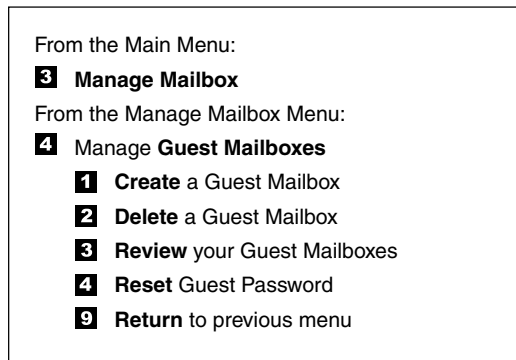 From the Main Menu:
3 Manage Mailbox
From the Manage Mailbox Menu:
4 Manage Guest Mailboxes
1 Create a Guest Mailbox
2 Delete a Guest Mailbox
3 Review your Guest Mailboxes
4 Reset Guest Password
9 Return to previous menu